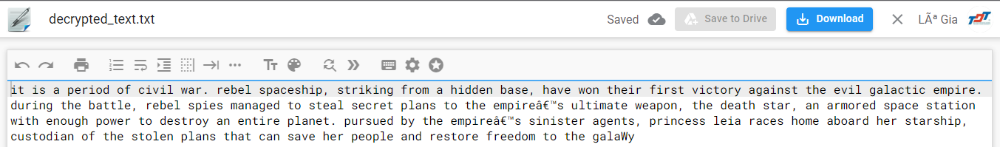 decrypted_text.txt
Saved
Save to Drive
Download
LÃª Gia
TDT
it is a period of civil war. rebel spaceship, striking from a hidden base, have won their first victory against the evil galactic empire.
during the battle, rebel spies managed to steal secret plans to the empireâ€™s ultimate weapon, the death star, an armored space station
with enough power to destroy an entire planet. pursued by the empireâ€™s sinister agents, princess leia races home aboard her starship,
custodian of the stolen plans that can save her people and restore freedom to the galaWy